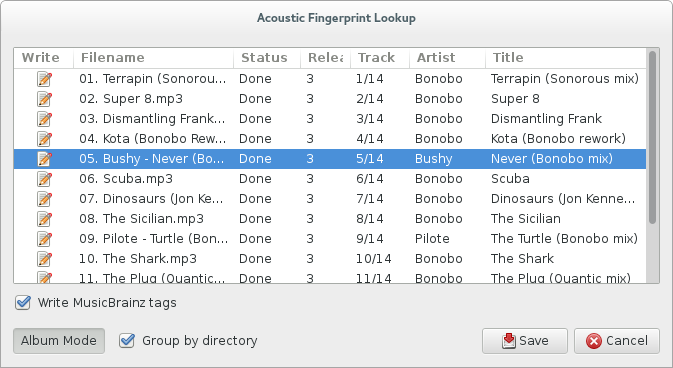 Acoustic Fingerprint Lookup
Write Filename Status Relea Track Artist Title
01. Terrapin (Sonorous... Done 3 1/14 Bonobo Terrapin (Sonorous mix)
02. Super 8.mp3 Done 3 2/14 Bonobo Super 8
03. Dismantling Frank... Done 3 3/14 Bonobo Dismantling Frank
04. Kota (Bonobo Rew... Done 3 4/14 Bonobo Kota (Bonobo rework)
05. Bushy - Never (Bo... Done 3 5/14 Bushy Never (Bonobo mix)
06. Scuba.mp3 Done 3 6/14 Bonobo Scuba
07. Dinosaurs (Jon Ke... Done 3 7/14 Bonobo Dinosaurs (Jon Kenne...
08. The Sicilian.mp3 Done 3 8/14 Bonobo The Sicilian
09. Pilote - Turtle (Bon... Done 3 9/14 Pilote The Turtle (Bonobo mix)
10. The Shark.mp3 Done 3 10/14 Bonobo The Shark
11. The Plug (Quantic... Done 3 11/14 Bonobo The Plug (Quantic mix)
Write MusicBrainz tags
Album Mode Group by directory Save Cancel